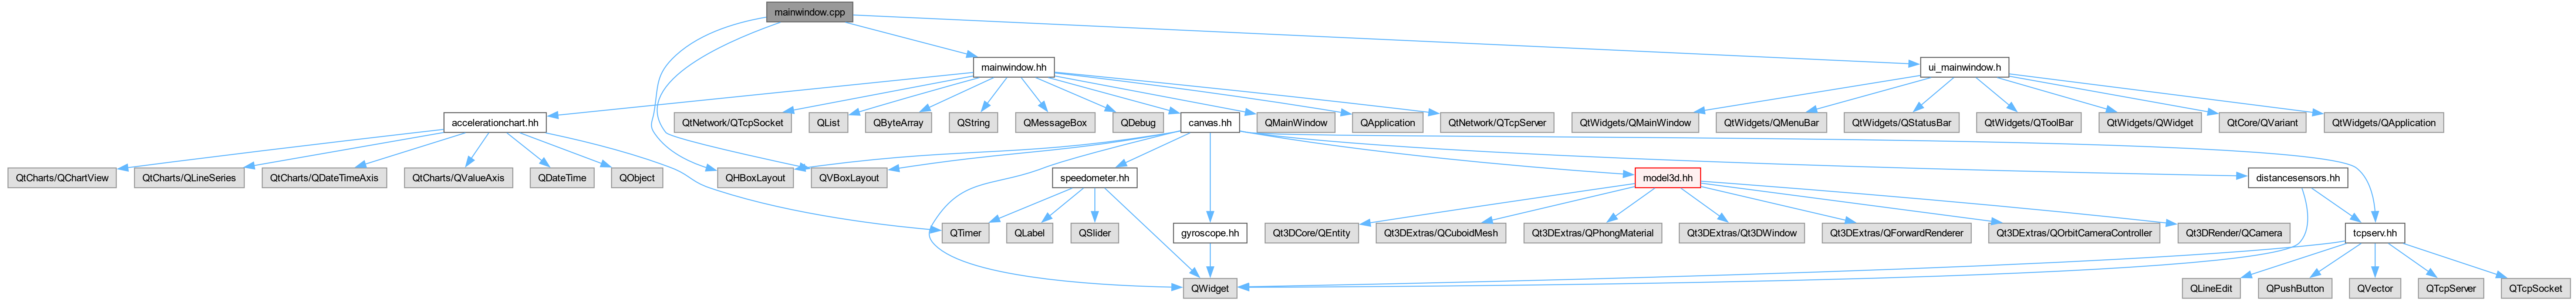 mainwindow.cpp
mainwindow.hh
ui_mainwindow.h
accelerationchart.hh
QtNetwork/QTcpSocket
QList
QByteArray
QString
QMessageBox
QDebug
canvas.hh
QMainWindow
QApplication
QtNetwork/QTcpServer
QtWidgets/QMainWindow
QtWidgets/QMenuBar
QtWidgets/QStatusBar
QtWidgets/QToolBar
QtWidgets/QWidget
QtCore/QVariant
QtWidgets/QApplication
QtCharts/QChartView
QtCharts/QLineSeries
QtCharts/QDateTimeAxis
QtCharts/QValueAxis
QDateTime
QObject
QHBoxLayout
QVBoxLayout
speedometer.hh
model3d.hh
distancesensors.hh
QTimer
QLabel
QSlider
gyroscope.hh
Qt3DCore/QEntity
Qt3DExtras/QCuboidMesh
Qt3DExtras/QPhongMaterial
Qt3DExtras/Qt3DWindow
Qt3DExtras/QForwardRenderer
Qt3DExtras/QOrbitCameraController
Qt3DRender/QCamera
tcpserv.hh
QWidget
QLineEdit
QPushButton
QVector
QTcpServer
QTcpSocket